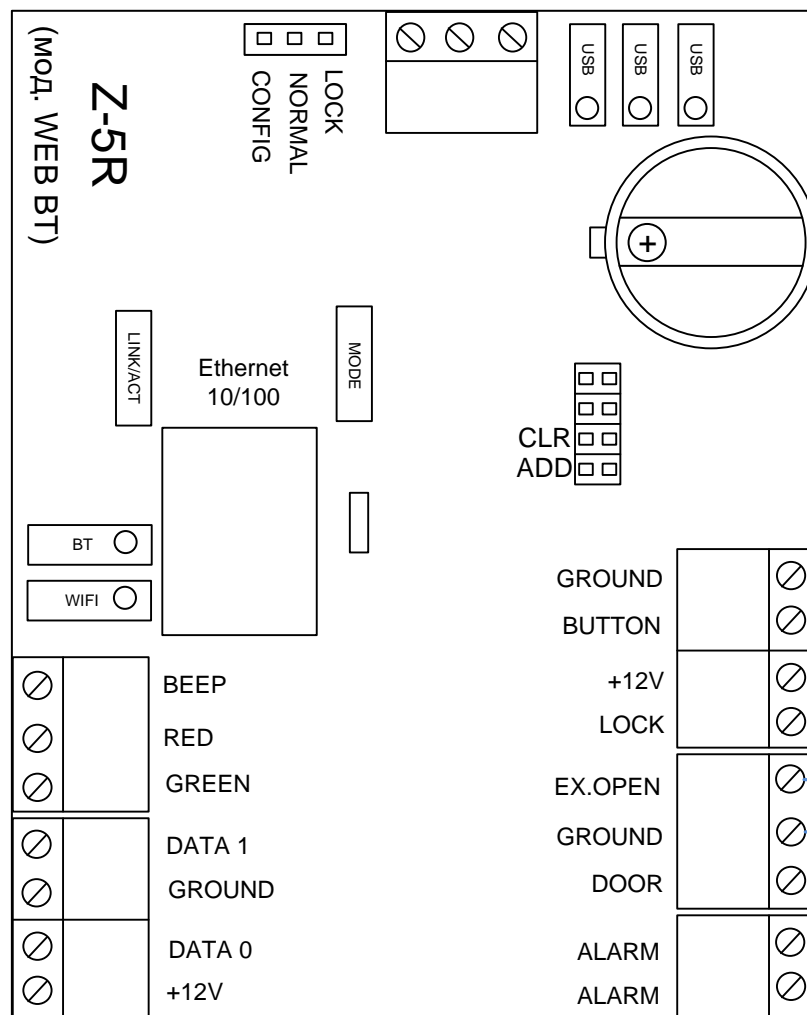 Z-5R
(мод. WEB BT)
LOCK
NORMAL
CONFIG
USB
USB
USB
LINK/ACT
Ethernet
10/100
MODE
CLR
ADD
BT
WIFI
GROUND
BUTTON
+12V
LOCK
EX.OPEN
GROUND
DOOR
ALARM
ALARM
BEEP
RED
GREEN
DATA 1
GROUND
DATA 0
+12V